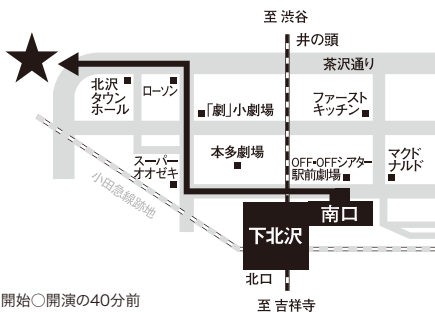 至 渋谷
井の頭
茶沢通り
北沢
タウン
ホール
ローソン
「劇」小劇場
ファースト
キッチン
スーパー
オオゼキ
本多劇場
OFF・OFFシアター
駅前劇場
マクド
ナルド
小田急線跡地
南口
下北沢
北口
開始○開演の40分前
至 吉祥寺